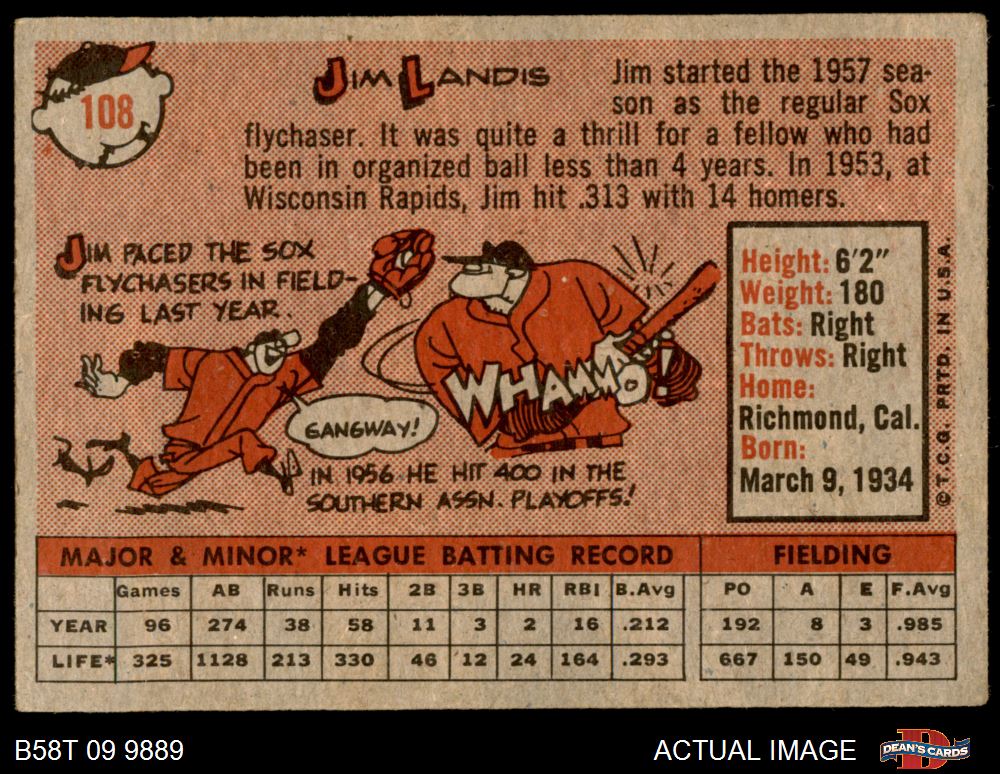 108
JIM LANDIS
Jim started the 1957 sea-
son as the regular Sox
flychaser. It was quite a thrill for a fellow who had
been in organized ball less than 4 years. In 1953, at
Wisconsin Rapids, Jim hit .313 with 14 homers.
JIM PACED THE SOX
FLYCHASERS IN FIELD-
ING LAST YEAR.
GANGWAY!
WHAMMO!
IN 1956 HE HIT 400 IN THE
SOUTHERN ASSN. PLAYOFFS!
Height: 6'2"
Weight: 180
Bats: Right
Throws: Right
Home:
Richmond, Cal.
Born:
March 9, 1934
© T.C.G. PRTD. IN U.S.A.
MAJOR & MINOR* LEAGUE BATTING RECORD FIELDING
Games AB Runs Hits 2B 3B HR RBI B.Avg PO A E F.Avg
YEAR 96 274 38 58 11 3 2 16 .212 192 8 3 .985
LIFE* 325 1128 213 330 46 12 24 164 .293 667 150 49 .943
B58T 09 9889
ACTUAL IMAGE
DEAN'S CARDS